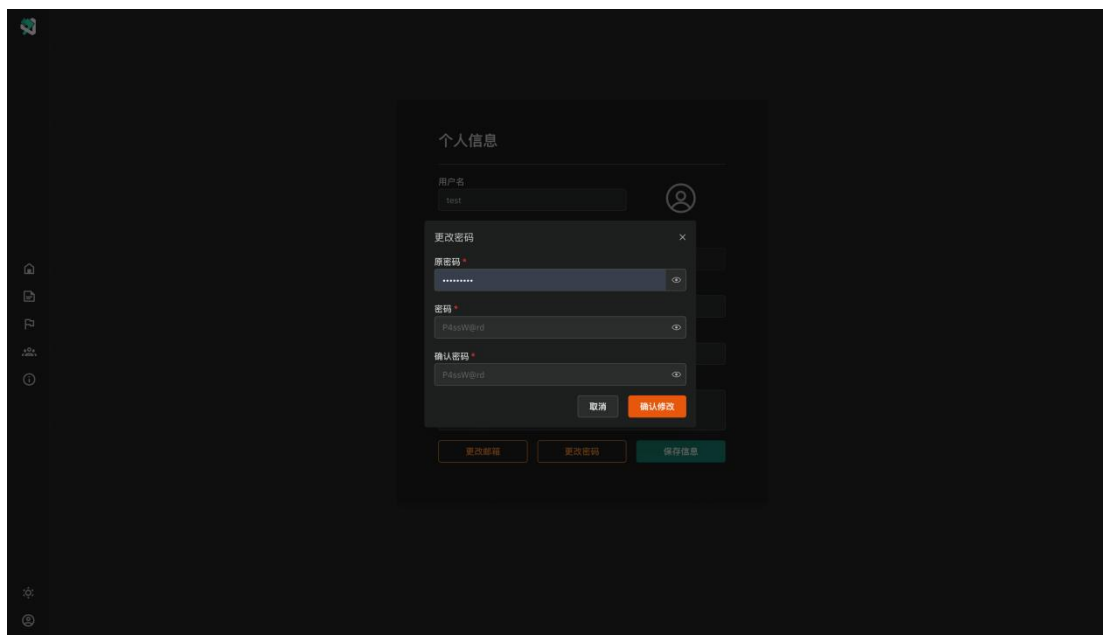 个人信息
用户名
test
更改密码
原密码 *
•••••••••
密码 *
P4ssW@rd
确认密码 *
P4ssW@rd
取消 确认修改
更改邮箱 更改密码 保存信息